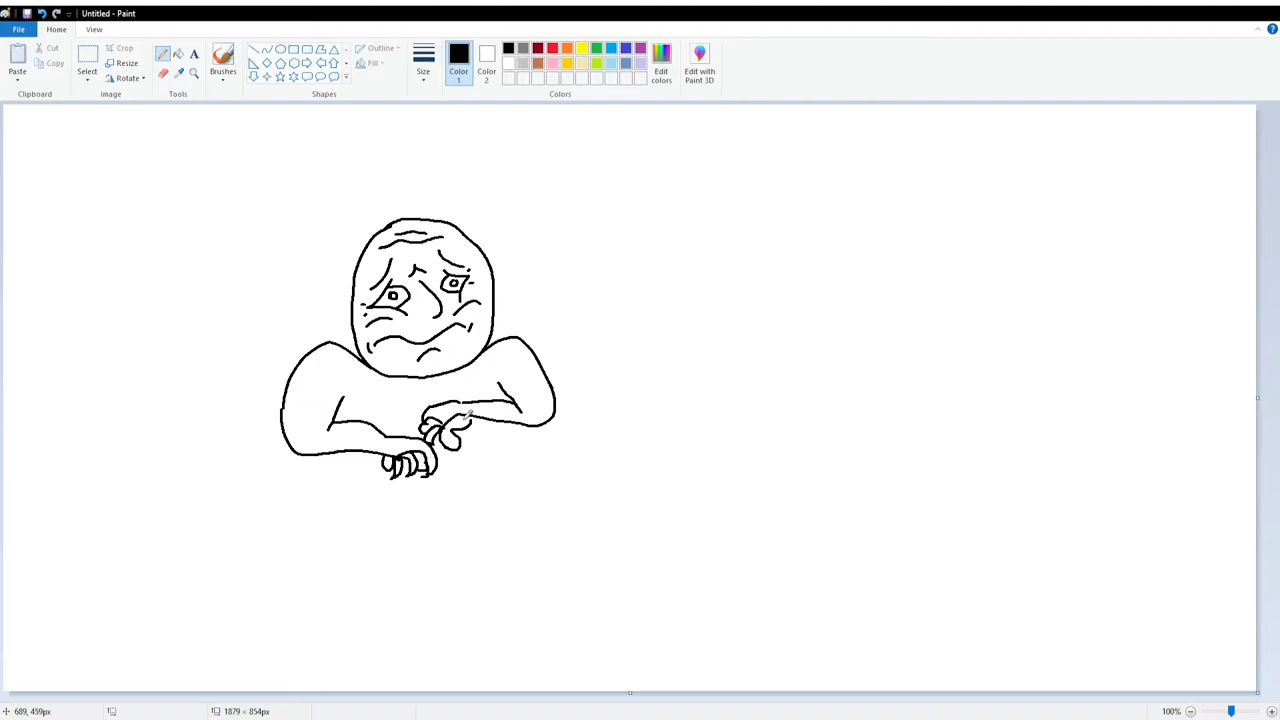 Untitled - Paint
File Home View
Paste
Cut
Copy
Clipboard
Select
Crop
Resize
Rotate
Image
A
Tools
Brushes
Outline
Fill
Shapes
Size
Color
1
Color
2
Edit
colors
Edit with
Paint 3D
Colors
689, 459px
1879 × 854px
100%